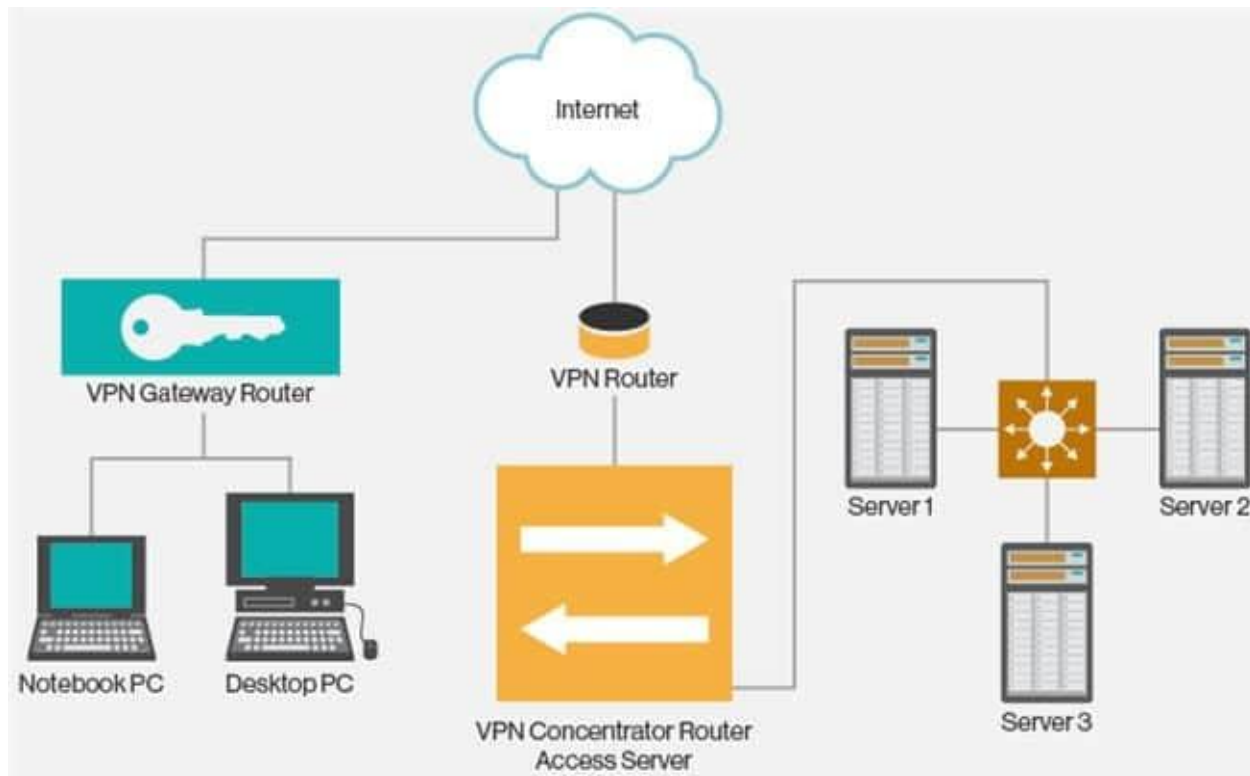 Internet
VPN Gateway Router
VPN Router
Server 1
Server 2
Notebook PC
Desktop PC
VPN Concentrator Router
Access Server
Server 3